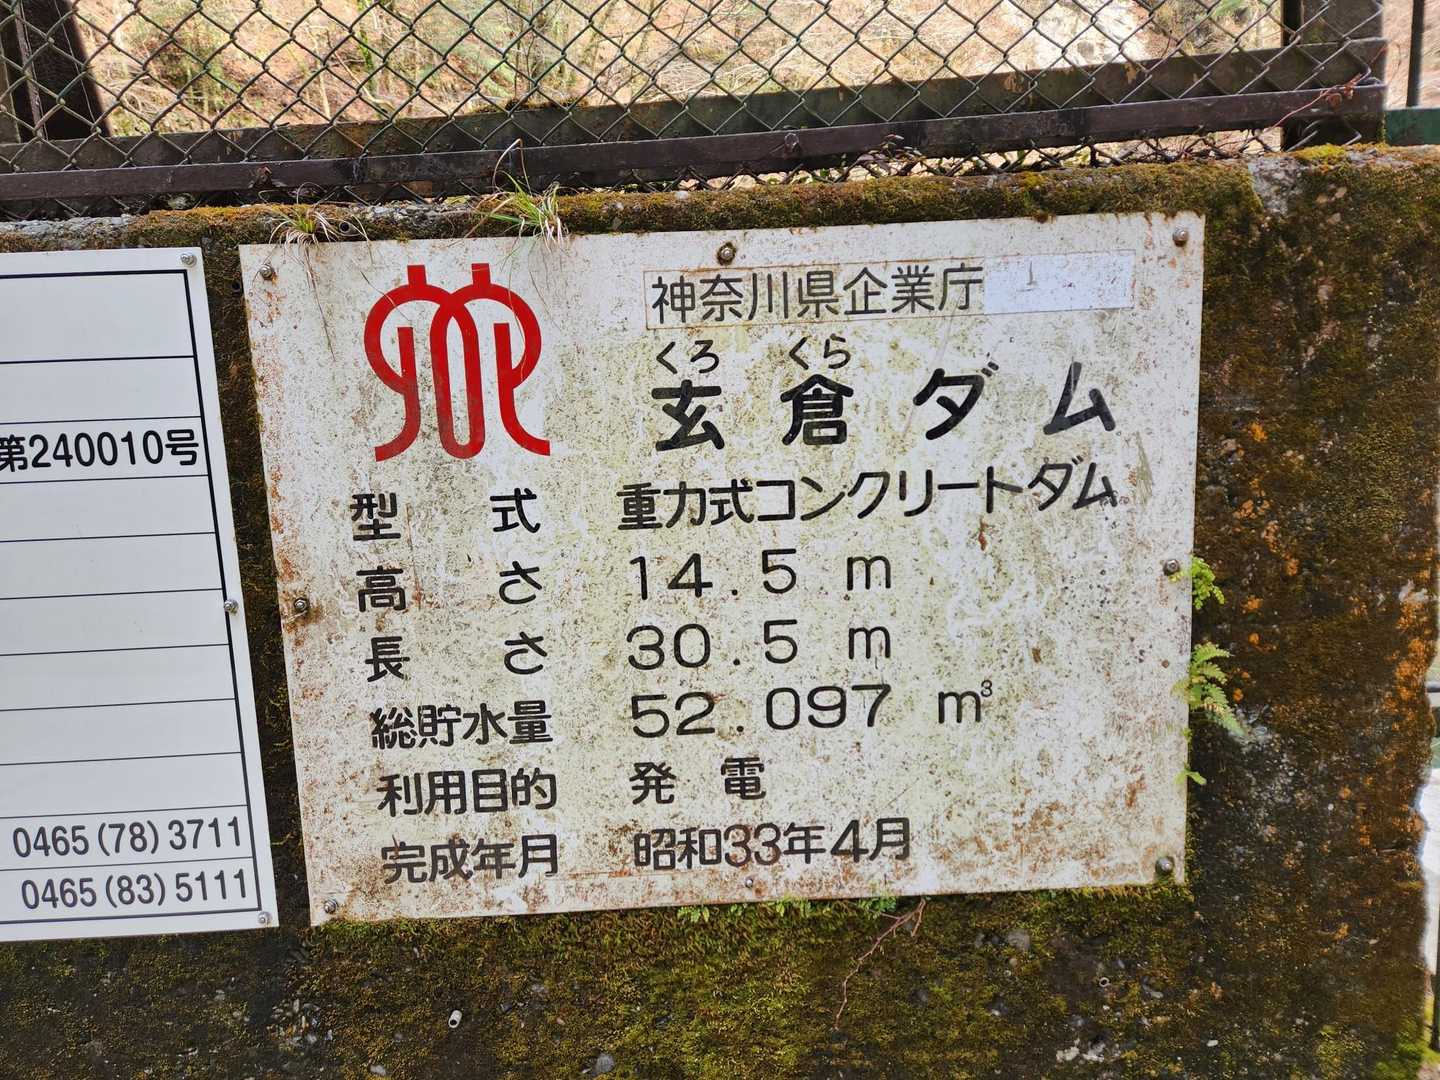 第240010号
0465(78)3711
0465(83)5111
神奈川県企業庁
くろ くら
玄倉ダム
型式 重力式コンクリートダム
高さ 14.5 m
長さ 30.5 m
総貯水量 52.097 m³
利用目的 発電
完成年月 昭和33年4月